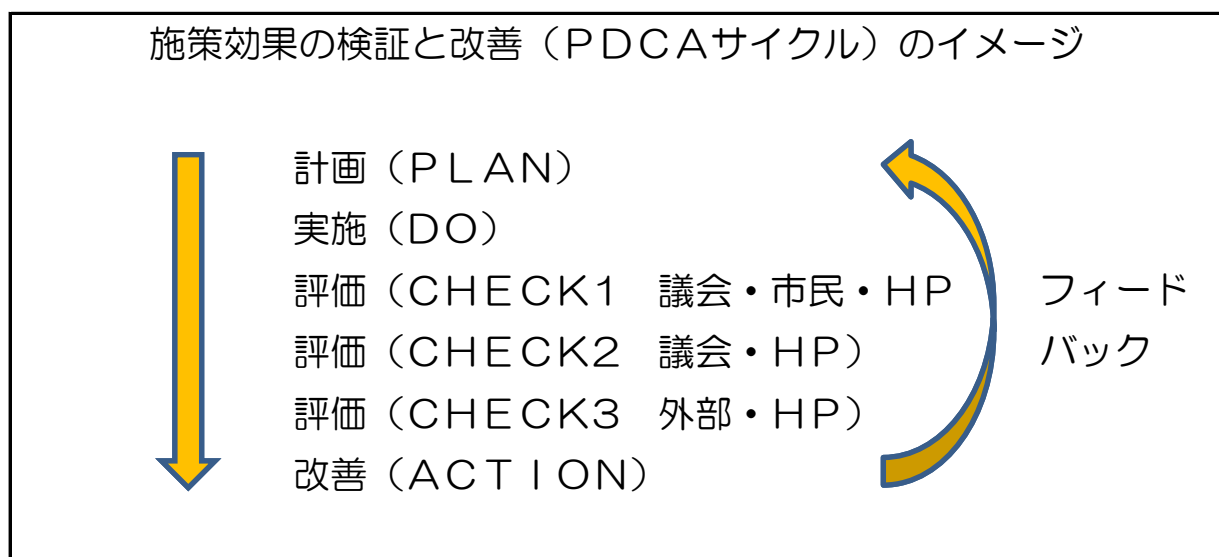 施策効果の検証と改善（ＰＤＣＡサイクル）のイメージ
計画（ＰＬＡＮ）
実施（ＤＯ）
評価（ＣＨＥＣＫ１　議会・市民・ＨＰ
評価（ＣＨＥＣＫ２　議会・ＨＰ）
評価（ＣＨＥＣＫ３　外部・ＨＰ）
改善（ＡＣＴＩＯＮ）
フィード
バック